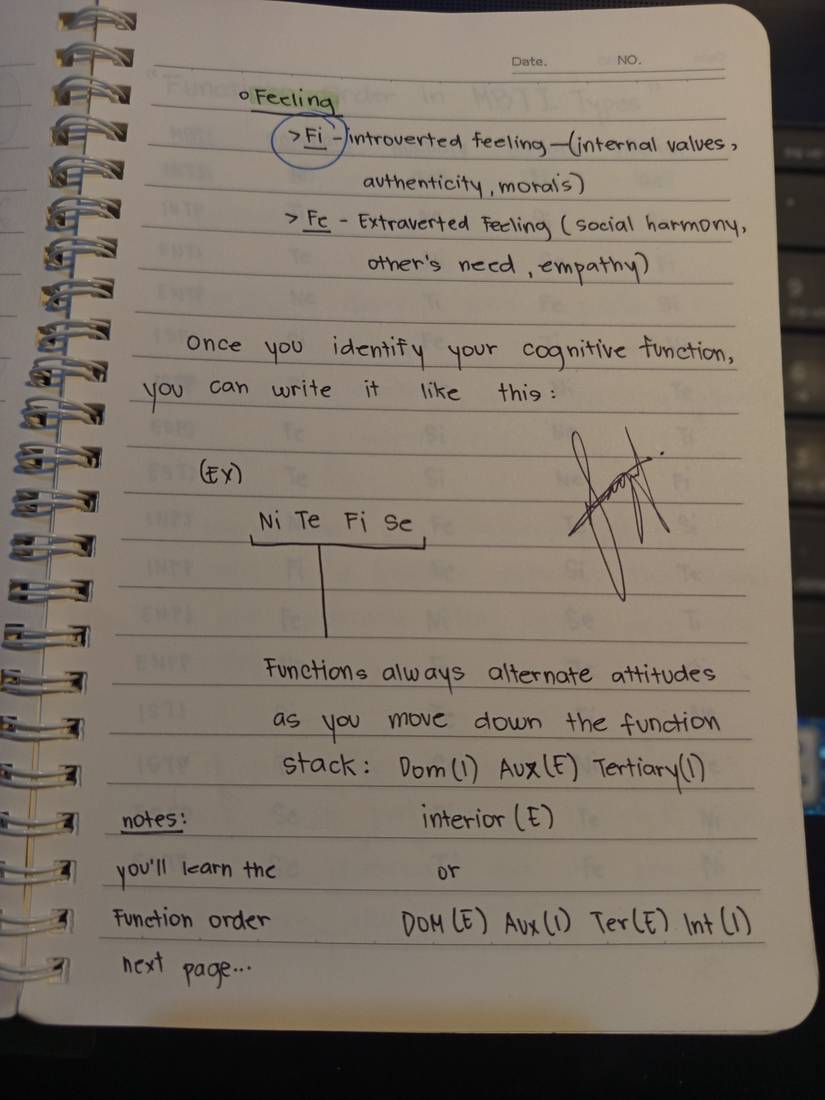 Date. NO.
Feeling
> Fi - introverted feeling - (internal values,
authenticity, morals)
> Fe - Extraverted Feeling (social harmony,
other's need, empathy)
Once you identify your cognitive function,
you can write it like this:
(EX)
Ni Te Fi Se
Functions always alternate attitudes
as you move down the function
stack: Dom (I) Aux (E) Tertiary (I)
notes: interior (E)
you'll learn the or
Function order DOM (E) Aux (I) Ter (E) Int (I)
next page...